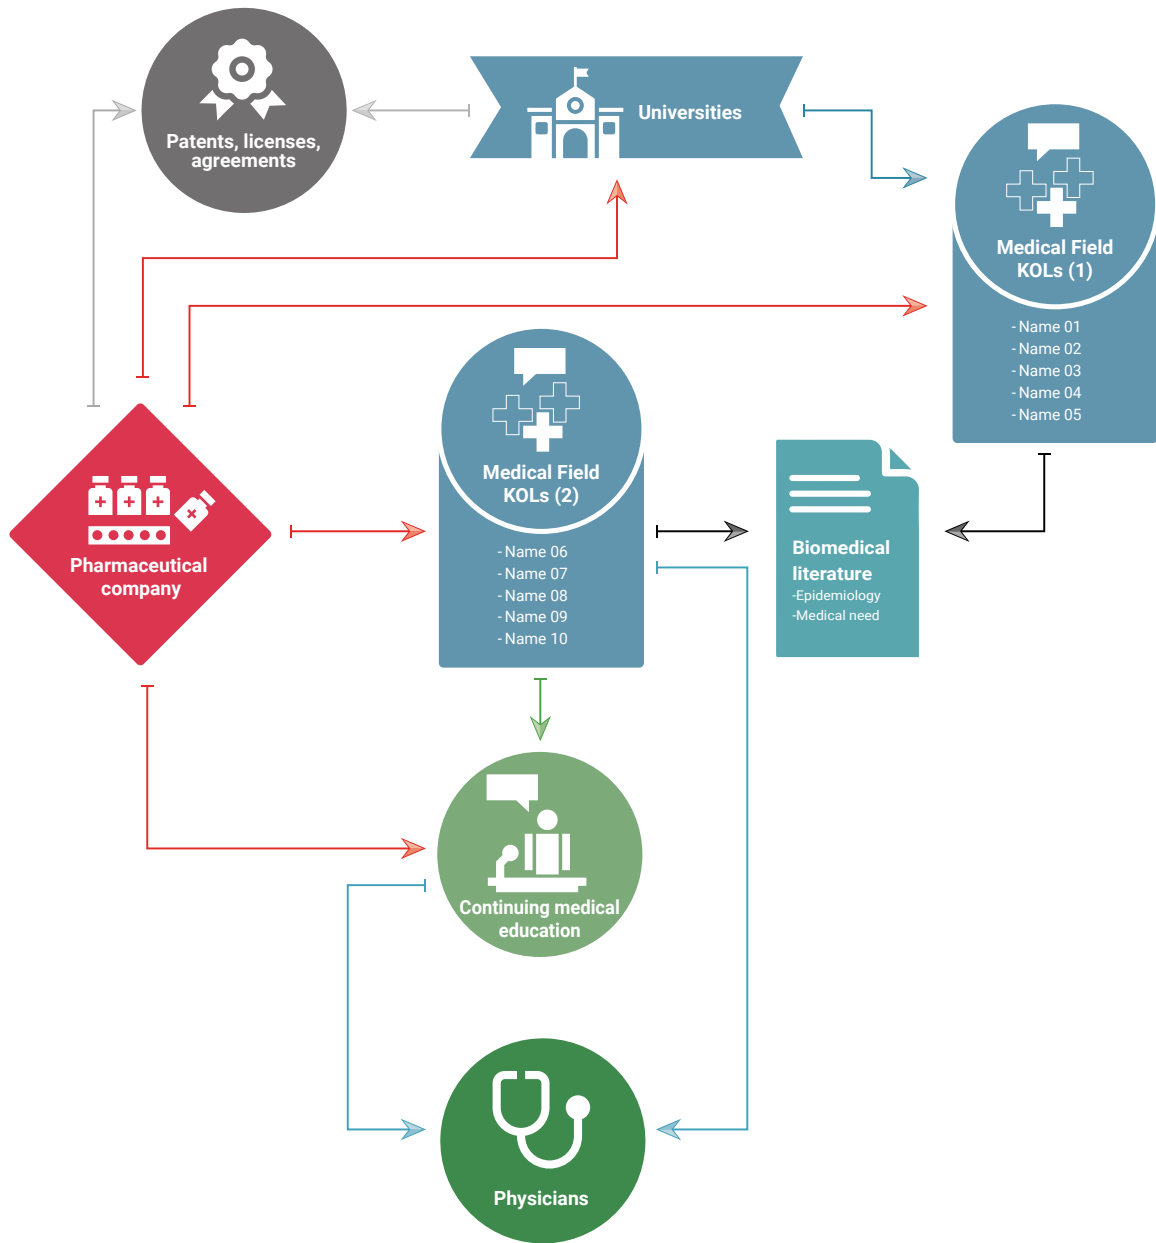 Patents, licenses,
agreements
Universities
Medical Field
KOLs (1)
- Name 01
- Name 02
- Name 03
- Name 04
- Name 05
Medical Field
KOLs (2)
- Name 06
- Name 07
- Name 08
- Name 09
- Name 10
Pharmaceutical
company
Biomedical
literature
-Epidemiology
-Medical need
Continuing medical
education
Physicians